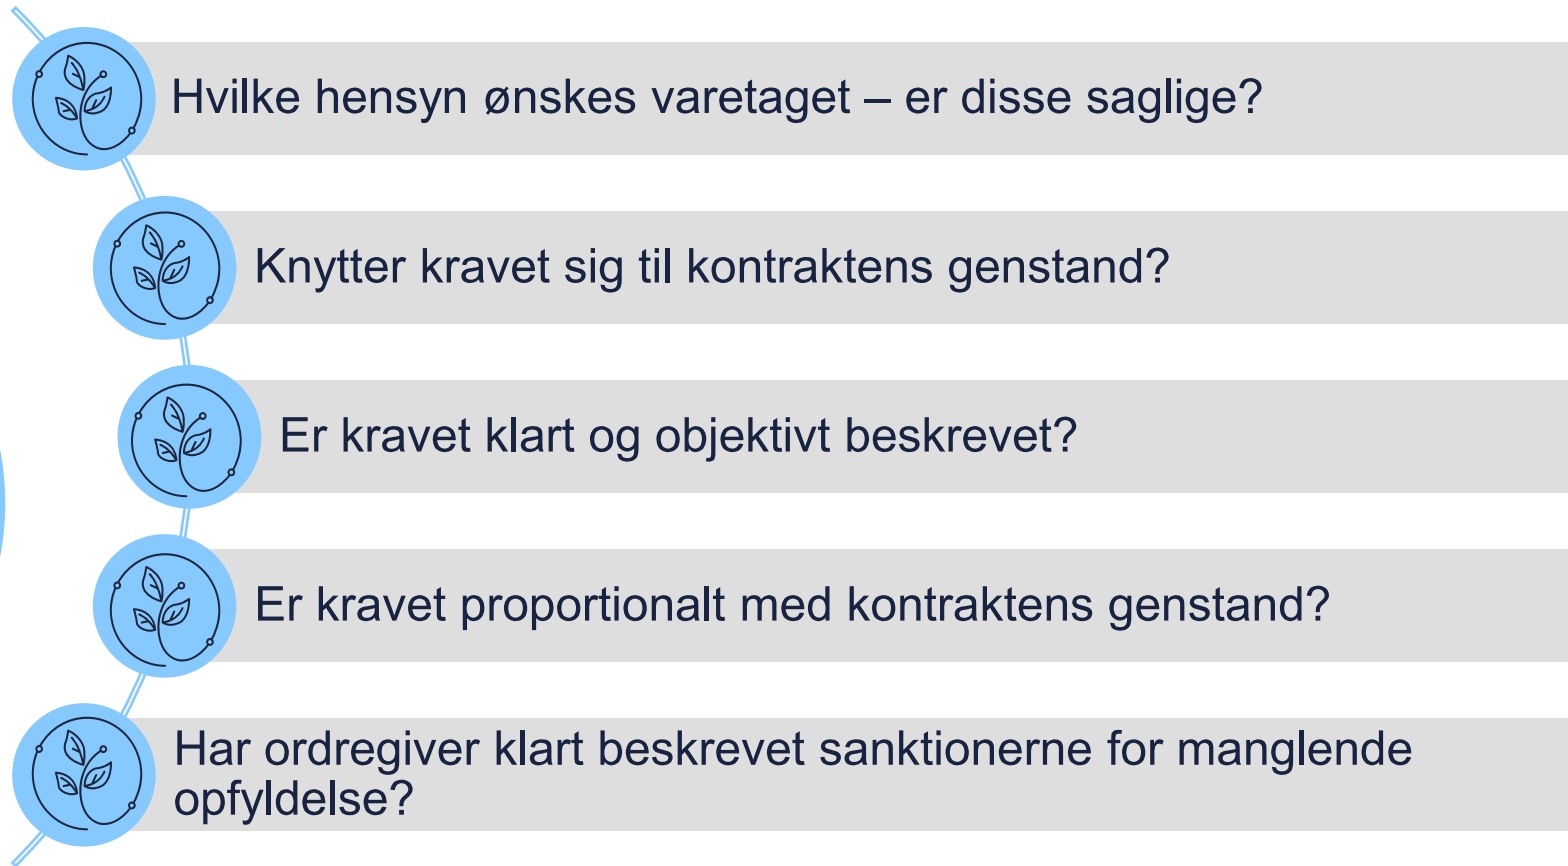 Hvilke hensyn ønskes varetaget – er disse saglige?
Knytter kravet sig til kontraktens genstand?
Er kravet klart og objektivt beskrevet?
Er kravet proportionalt med kontraktens genstand?
Har ordregiver klart beskrevet sanktionerne for manglende
opfyldelse?